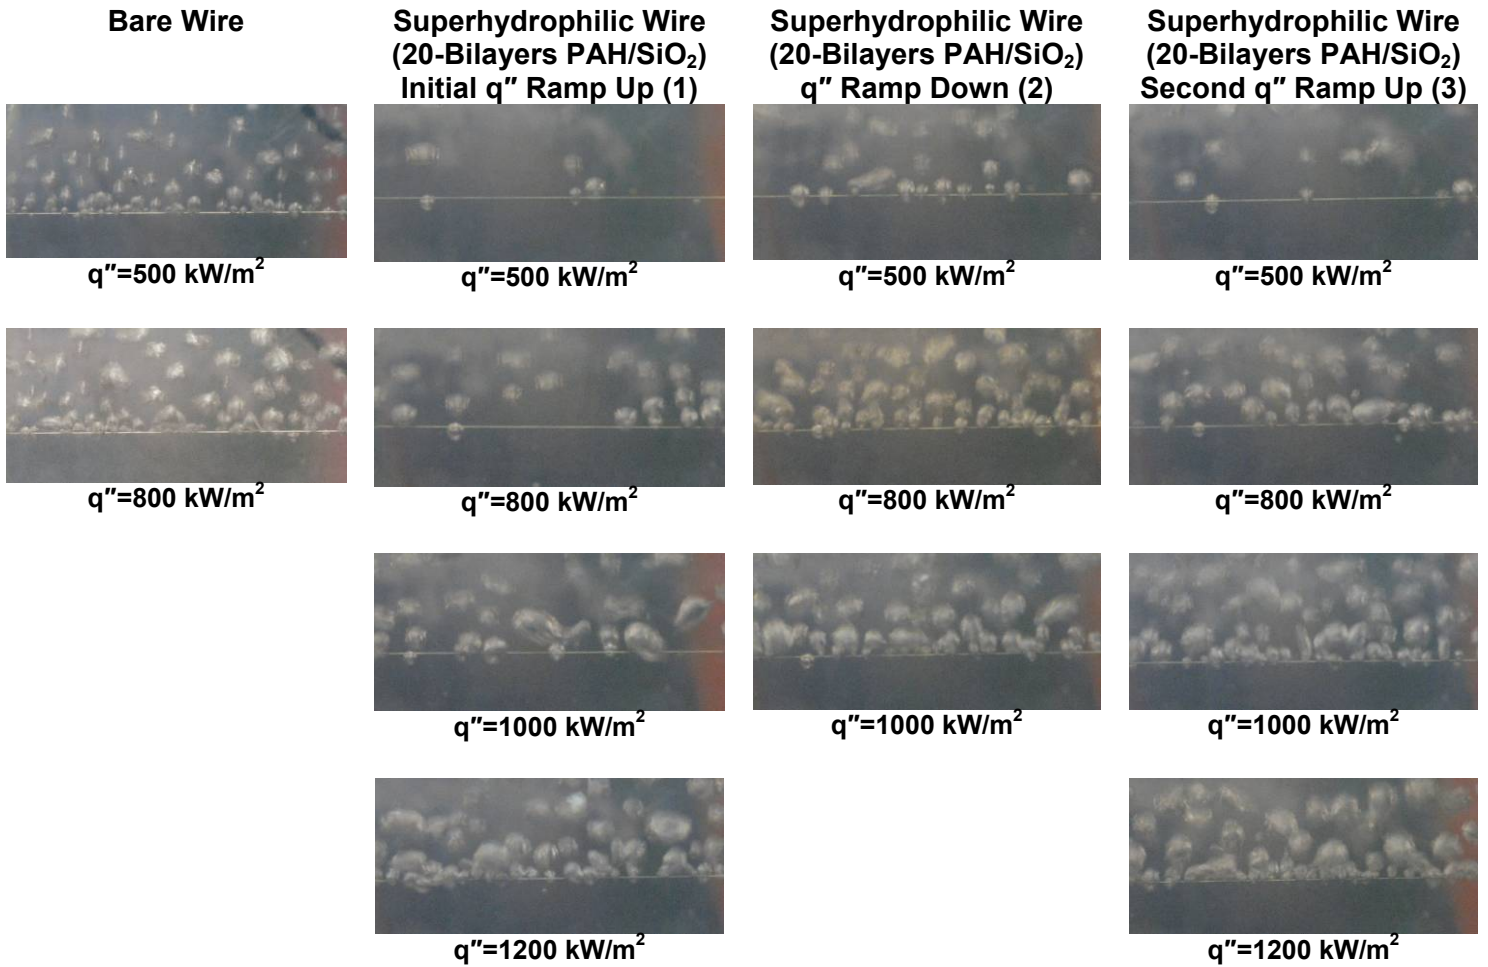 Bare Wire
Superhydrophilic Wire
(20-Bilayers PAH/SiO₂)
Initial q″ Ramp Up (1)
Superhydrophilic Wire
(20-Bilayers PAH/SiO₂)
q″ Ramp Down (2)
Superhydrophilic Wire
(20-Bilayers PAH/SiO₂)
Second q″ Ramp Up (3)
q″=500 kW/m²
q″=500 kW/m²
q″=500 kW/m²
q″=500 kW/m²
q″=800 kW/m²
q″=800 kW/m²
q″=800 kW/m²
q″=800 kW/m²
q″=1000 kW/m²
q″=1000 kW/m²
q″=1000 kW/m²
q″=1200 kW/m²
q″=1200 kW/m²